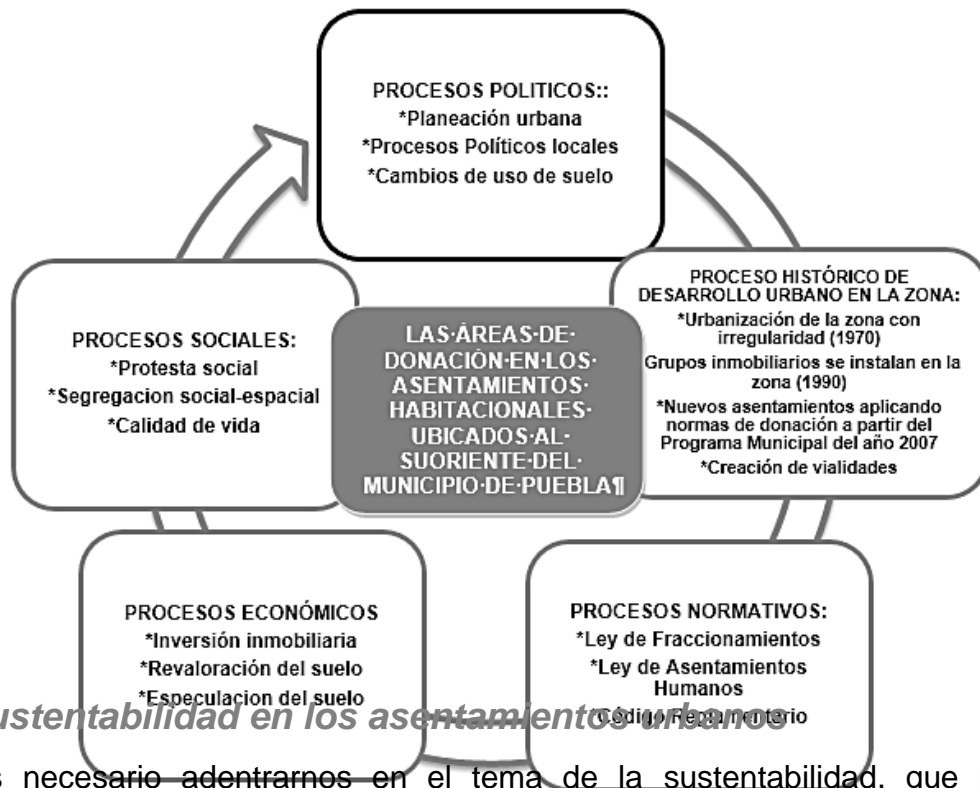 PROCESOS POLITICOS::
*Planeación urbana
*Procesos Políticos locales
*Cambios de uso de suelo
PROCESO HISTÓRICO DE
DESARROLLO URBANO EN LA ZONA:
*Urbanización de la zona con
irregularidad (1970)
Grupos inmobiliarios se instalan en la
zona (1990)
*Nuevos asentamientos aplicando
normas de donación a partir del
Programa Municipal del año 2007
*Creación de vialidades
PROCESOS SOCIALES:
*Protesta social
*Segregacion social-espacial
*Calidad de vida
LAS·ÁREAS·DE·
DONACIÓN·EN·LOS·
ASENTAMIENTOS·
HABITACIONALES·
UBICADOS·AL·
SUORIENTE·DEL·
MUNICIPIO·DE·PUEBLA¶
PROCESOS ECONÓMICOS
*Inversión inmobiliaria
*Revaloración del suelo
*Especulacion del suelo
PROCESOS NORMATIVOS:
*Ley de Fraccionamientos
*Ley de Asentamientos
Humanos
*Código Reglamentario
ustentabilidad en los asentamientos urbanos
s necesario adentrarnos en el tema de la sustentabilidad, que